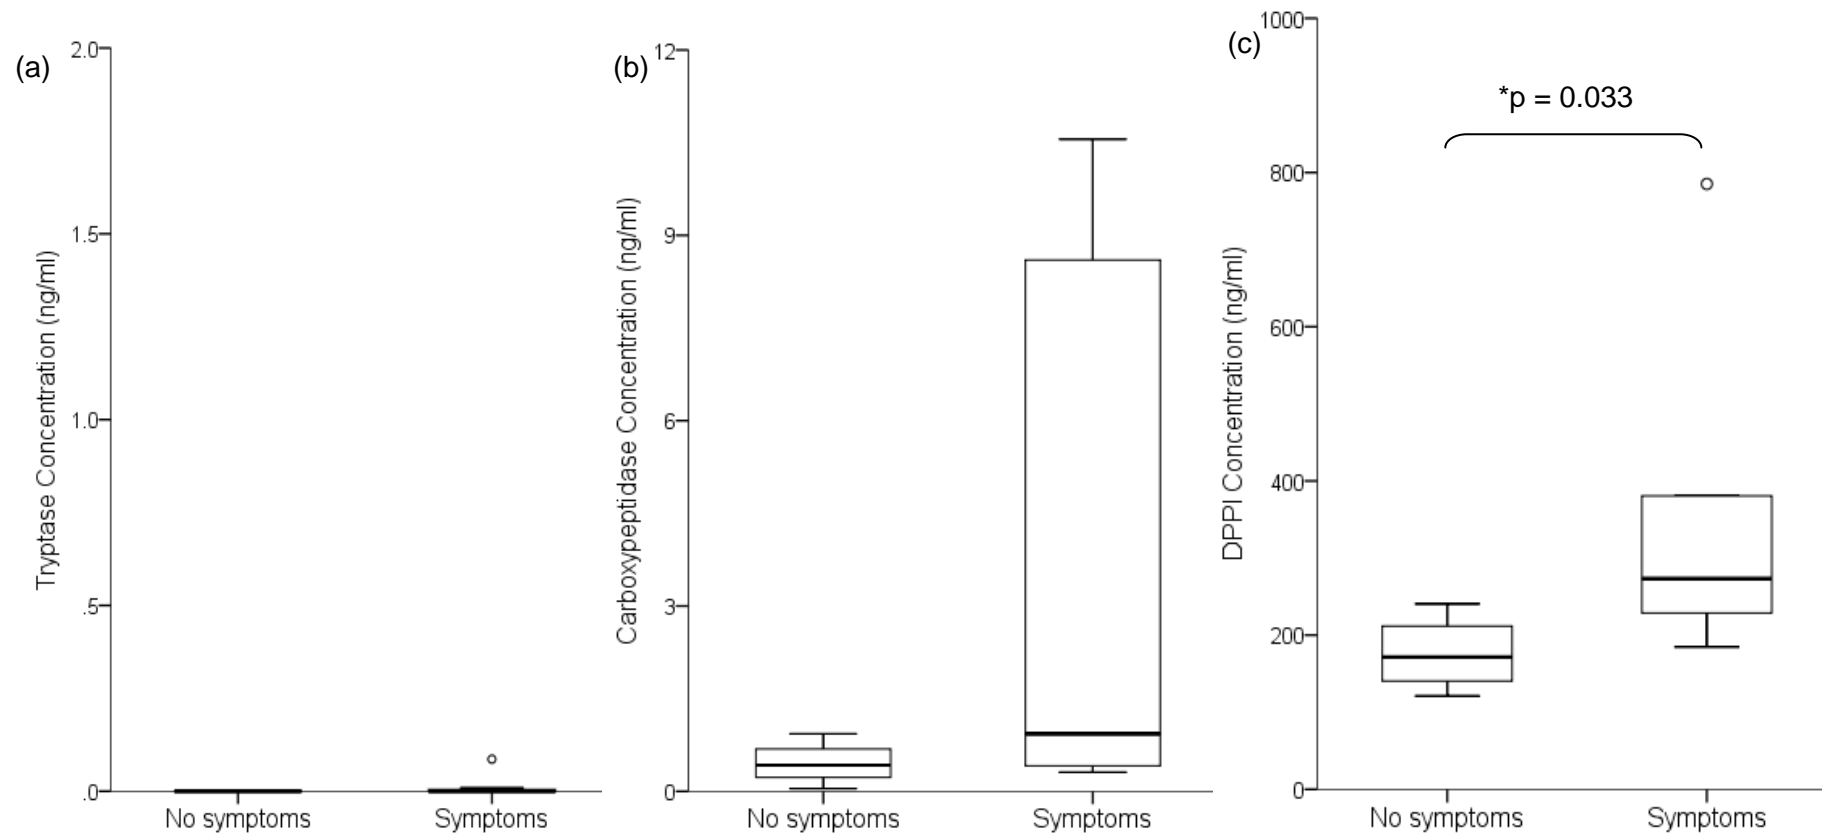 (a)
2.0
1.5
1.0
.5
.0
Tryptase Concentration (ng/ml)
No symptoms
Symptoms
(b)
12
9
6
3
0
Carboxypeptidase Concentration (ng/ml)
No symptoms
Symptoms
(c)
1000
800
600
400
200
0
DPPI Concentration (ng/ml)
*p = 0.033
No symptoms
Symptoms